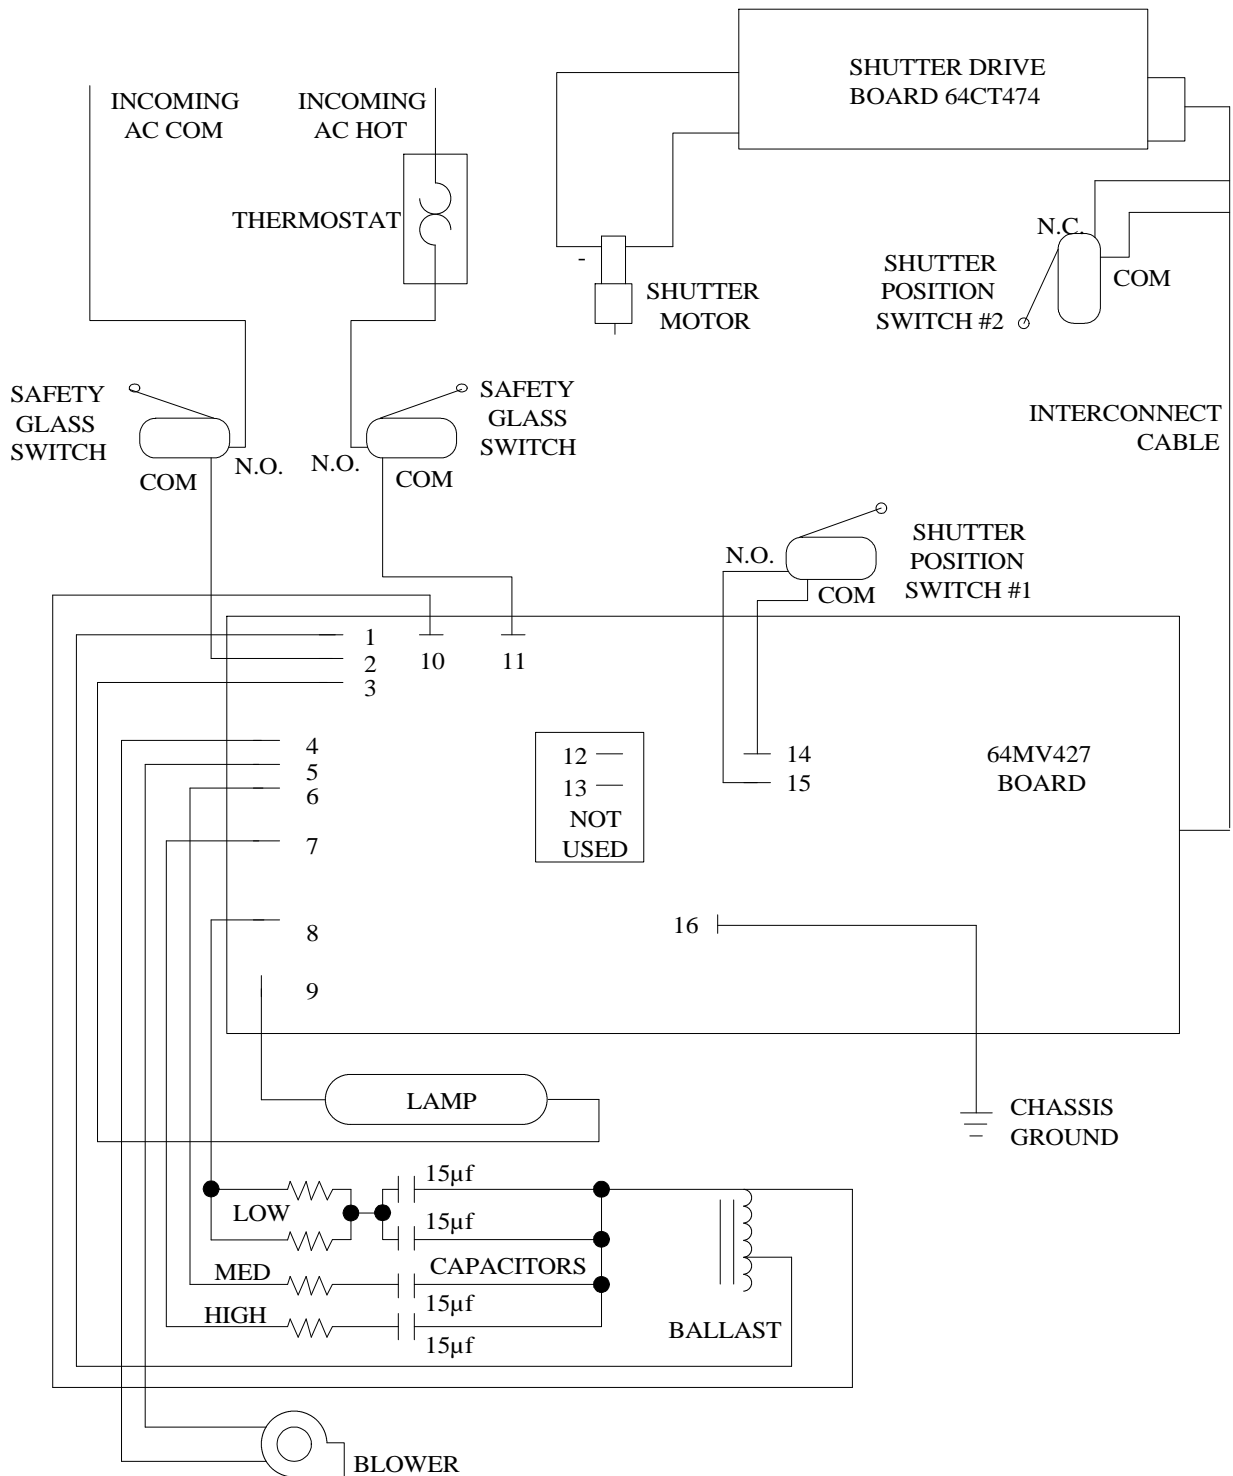 SHUTTER DRIVE
BOARD 64CT474
INCOMING
AC COM
INCOMING
AC HOT
THERMOSTAT
-
SHUTTER
MOTOR
N.C.
SHUTTER
POSITION
SWITCH #2
COM
SAFETY
GLASS
SWITCH
COM
N.O.
N.O.
COM
SAFETY
GLASS
SWITCH
INTERCONNECT
CABLE
N.O.
COM
SHUTTER
POSITION
SWITCH #1
1
2
3
10
11
4
5
6
7
8
9
12
13
NOT
USED
14
15
64MV427
BOARD
16
LAMP
CHASSIS
GROUND
15µf
LOW
15µf
MED
CAPACITORS
15µf
HIGH
15µf
BALLAST
BLOWER